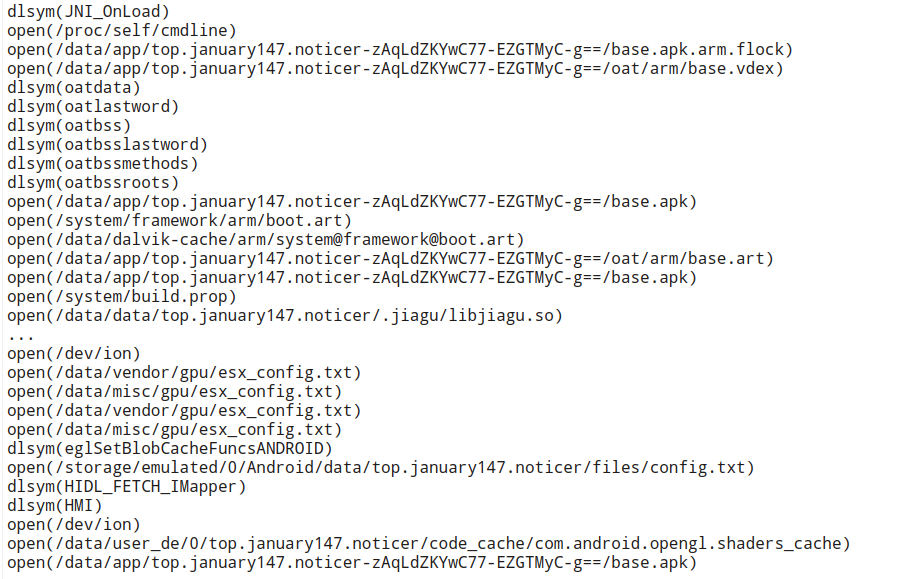 dlsym(JNI_OnLoad)
open(/proc/self/cmdline)
open(/data/app/top.january147.noticer-zAqLdZKYwC77-EZGTMyC-g==/base.apk.arm.flock)
open(/data/app/top.january147.noticer-zAqLdZKYwC77-EZGTMyC-g==/oat/arm/base.vdex)
dlsym(oatdata)
dlsym(oatlastword)
dlsym(oatbss)
dlsym(oatbsslastword)
dlsym(oatbssmethods)
dlsym(oatbssroots)
open(/data/app/top.january147.noticer-zAqLdZKYwC77-EZGTMyC-g==/base.apk)
open(/system/framework/arm/boot.art)
open(/data/dalvik-cache/arm/system@framework@boot.art)
open(/data/app/top.january147.noticer-zAqLdZKYwC77-EZGTMyC-g==/oat/arm/base.art)
open(/data/app/top.january147.noticer-zAqLdZKYwC77-EZGTMyC-g==/base.apk)
open(/system/build.prop)
open(/data/data/top.january147.noticer/.jiagu/libjiagu.so)
...
open(/dev/ion)
open(/data/vendor/gpu/esx_config.txt)
open(/data/misc/gpu/esx_config.txt)
open(/data/vendor/gpu/esx_config.txt)
open(/data/misc/gpu/esx_config.txt)
dlsym(eglSetBlobCacheFuncsANDROID)
open(/storage/emulated/0/Android/data/top.january147.noticer/files/config.txt)
dlsym(HIDL_FETCH_IMapper)
dlsym(HMI)
open(/dev/ion)
open(/data/user_de/0/top.january147.noticer/code_cache/com.android.opengl.shaders_cache)
open(/data/app/top.january147.noticer-zAqLdZKYwC77-EZGTMyC-g==/base.apk)